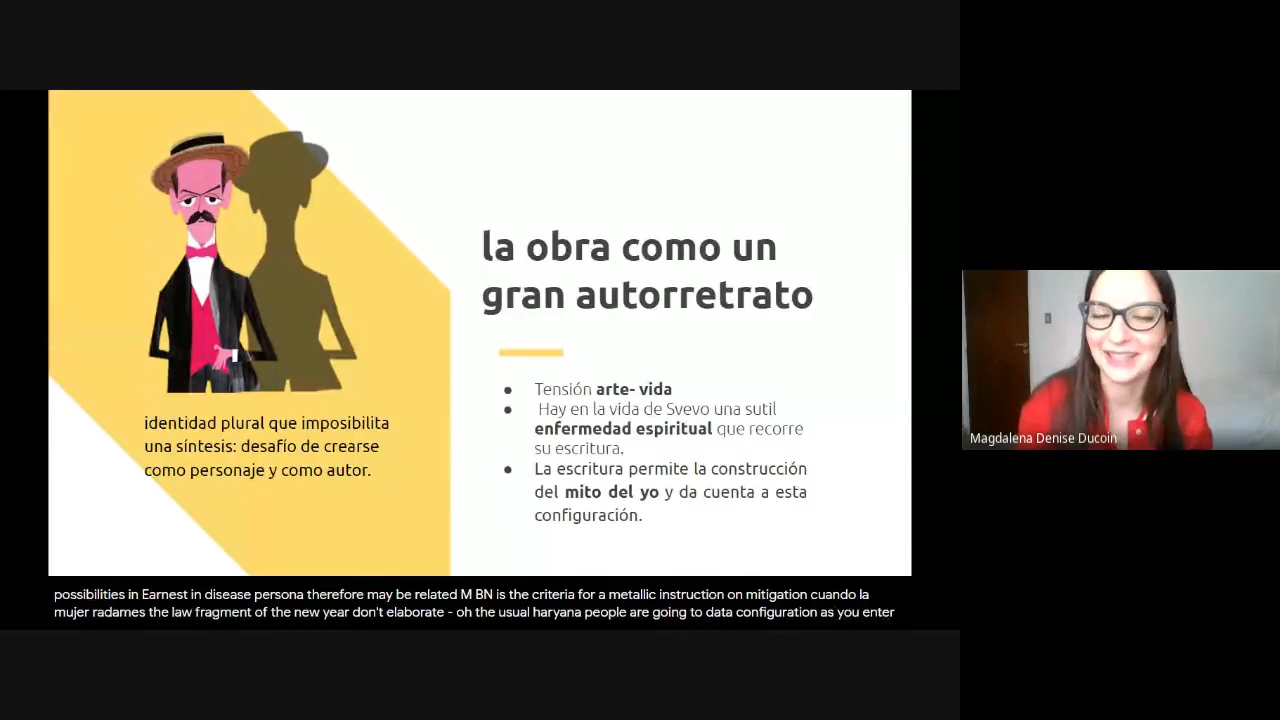 la obra como un
gran autorretrato
● Tensión arte- vida
● Hay en la vida de Svevo una sutil
enfermedad espiritual que recorre
su escritura.
● La escritura permite la construcción
del mito del yo y da cuenta a esta
configuración.
identidad plural que imposibilita
una síntesis: desafío de crearse
como personaje y como autor.
Magdalena Denise Ducoin
possibilities in Earnest in disease persona therefore may be related M BN is the criteria for a metallic instruction on mitigation cuando la
mujer radames the law fragment of the new year don't elaborate - oh the usual haryana people are going to data configuration as you enter